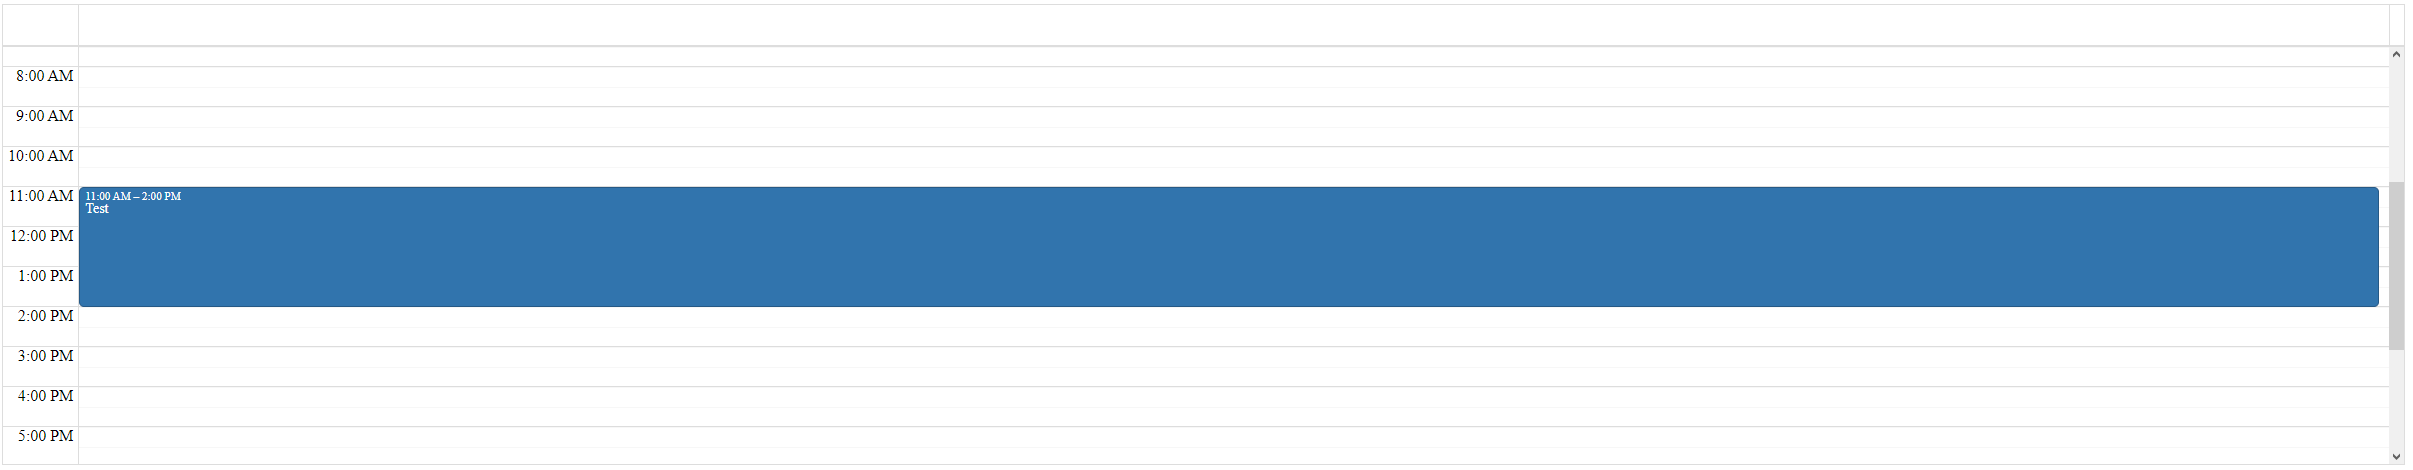 8:00 AM
9:00 AM
10:00 AM
11:00 AM
11:00 AM – 2:00 PM
Test
12:00 PM
1:00 PM
2:00 PM
3:00 PM
4:00 PM
5:00 PM